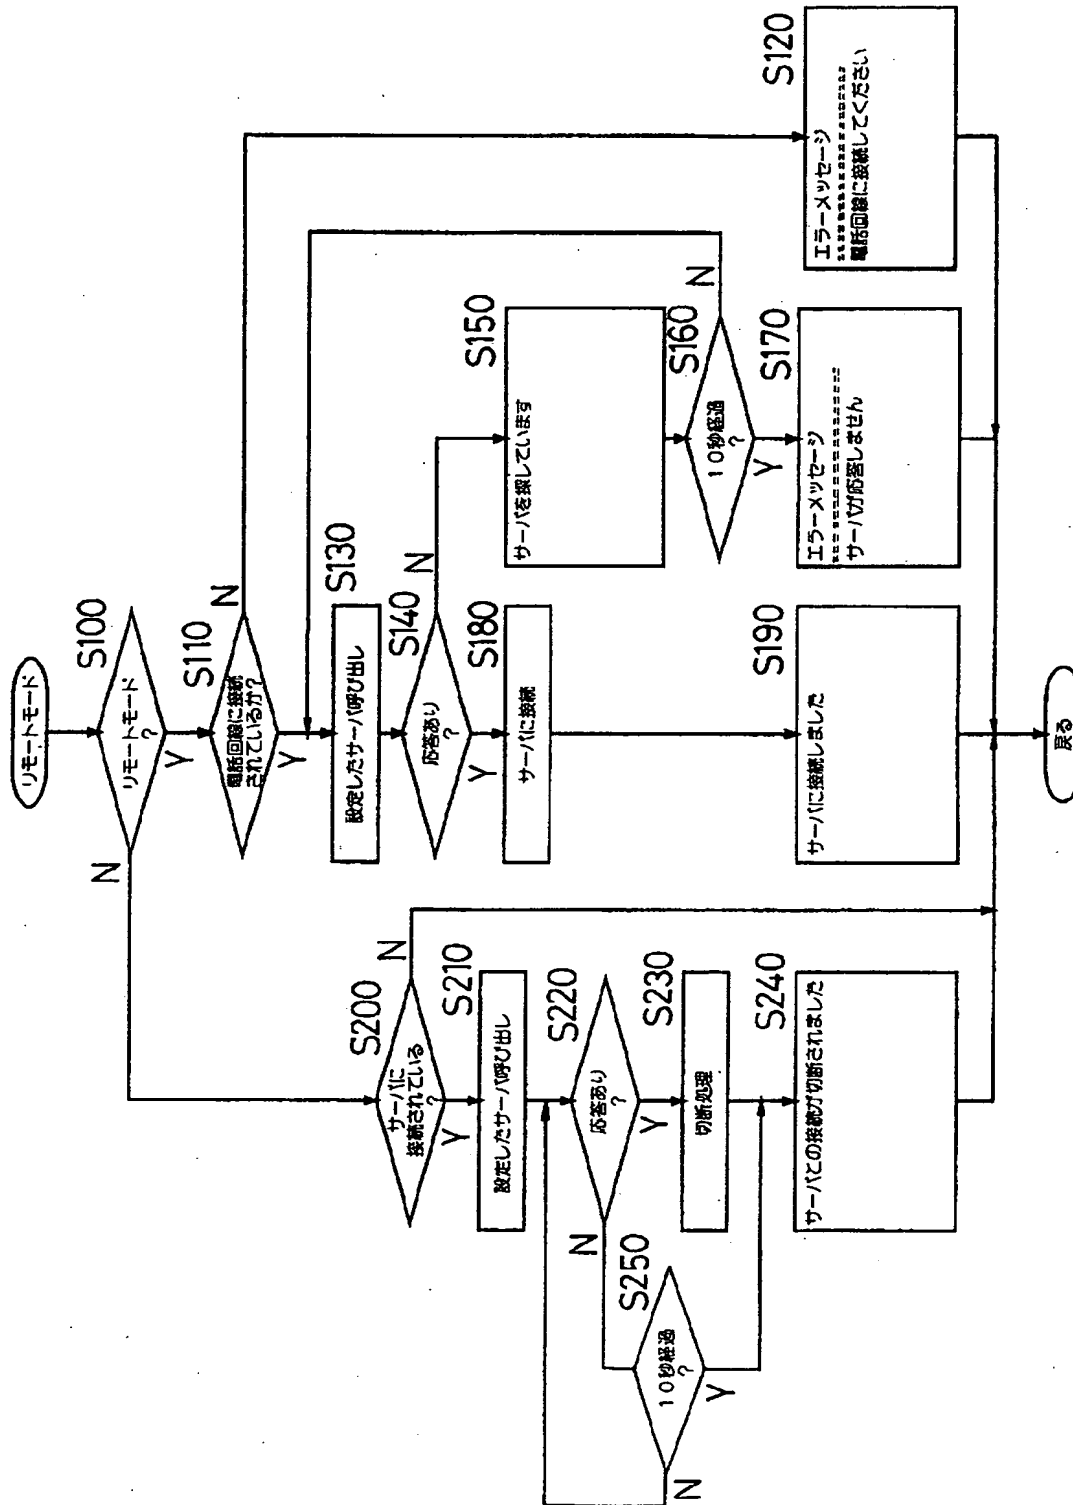 リモートモード
S100
リモートモード
?
N
Y
S110
電話回線に接続
されているか?
N
Y
S120
エラーメッセージ
電話回線に接続してください
S130
設定したサーバ呼び出し
S140
応答あり
?
N
Y
S150
サーバを探しています
S160
10秒経過
?
N
Y
S170
エラーメッセージ
サーバが応答しません
S180
サーバに接続
S190
サーバに接続しました
S200
サーバに
接続されている
?
N
Y
S210
設定したサーバ呼び出し
S220
応答あり
?
N
Y
S230
切断処理
S240
サーバとの接続が切断されました
S250
10秒経過
?
N
Y
戻る